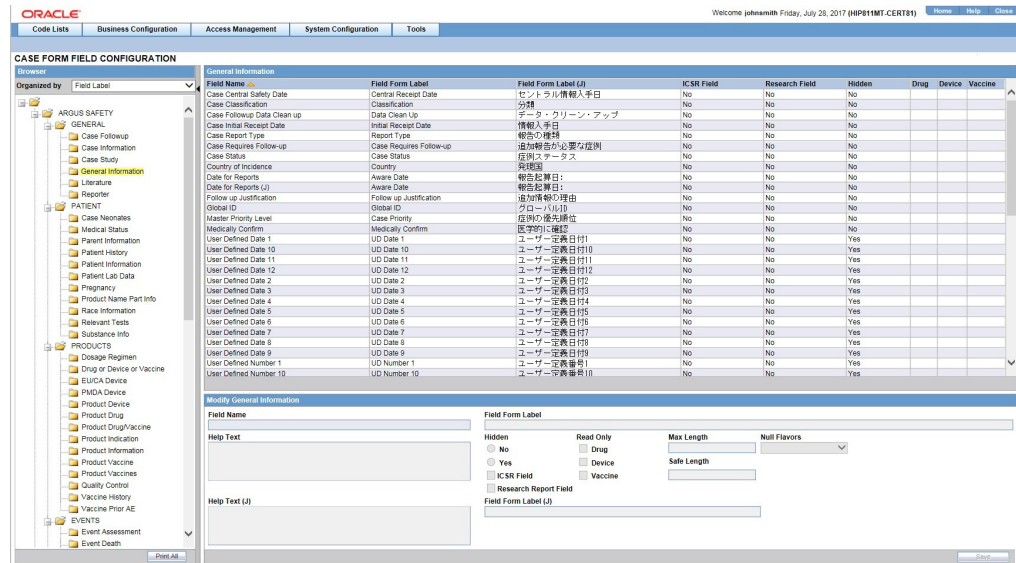 ORACLE
Welcome johnsmith Friday, July 28, 2017 (HIP811MT-CERT81) Home Help Close
Code Lists Business Configuration Access Management System Configuration Tools
CASE FORM FIELD CONFIGURATION
Browser
Organized by Field Label
ARGUS SAFETY
GENERAL
Case Followup
Case Information
Case Study
General Information
Literature
Reporter
PATIENT
Case Neonates
Medical Status
Parent Information
Patient History
Patient Information
Patient Lab Data
Pregnancy
Product Name Part Info
Race Information
Relevant Tests
Substance Info
PRODUCTS
Dosage Regimen
Drug or Device or Vaccine
EU/CA Device
PMDA Device
Product Device
Product Drug
Product Drug/Vaccine
Product Indication
Product Information
Product Vaccine
Product Vaccines
Quality Control
Vaccine History
Vaccine Prior AE
EVENTS
Event Assessment
Event Death
Print All
General Information
Field Name Field Form Label Field Form Label (J) ICSR Field Research Field Hidden Drug Device Vaccine
Case Central Safety Date Central Receipt Date セントラル情報入手日 No No No
Case Classification Classification 分類 No No No
Case Followup Data Clean up Data Clean Up データ・クリーン・アップ No No No
Case Initial Receipt Date Initial Receipt Date 情報入手日 No No No
Case Report Type Report Type 報告の種類 No No No
Case Requires Follow-up Case Requires Follow-up 追加報告が必要な症例 No No No
Case Status Case Status 症例ステータス No No No
Country of Incidence Country 発現国 No No No
Date for Reports Aware Date 報告起算日: No No No
Date for Reports (J) Aware Date 報告起算日: No No No
Follow up Justification Follow up Justification 追加情報の理由 No No No
Global ID Global ID グローバルID No No No
Master Priority Level Case Priority 症例の優先順位 No No No
Medically Confirm Medically Confirm 医学的に確認 No No No
User Defined Date 1 UD Date 1 ユーザー定義日付1 No No Yes
User Defined Date 10 UD Date 10 ユーザー定義日付10 No No Yes
User Defined Date 11 UD Date 11 ユーザー定義日付11 No No Yes
User Defined Date 12 UD Date 12 ユーザー定義日付12 No No Yes
User Defined Date 2 UD Date 2 ユーザー定義日付2 No No Yes
User Defined Date 3 UD Date 3 ユーザー定義日付3 No No Yes
User Defined Date 4 UD Date 4 ユーザー定義日付4 No No Yes
User Defined Date 5 UD Date 5 ユーザー定義日付5 No No Yes
User Defined Date 6 UD Date 6 ユーザー定義日付6 No No Yes
User Defined Date 7 UD Date 7 ユーザー定義日付7 No No Yes
User Defined Date 8 UD Date 8 ユーザー定義日付8 No No Yes
User Defined Date 9 UD Date 9 ユーザー定義日付9 No No Yes
User Defined Number 1 UD Number 1 ユーザー定義番号1 No No Yes
User Defined Number 10 UD Number 10 ユーザー定義番号10 No No Yes
Modify General Information
Field Name Field Form Label
Help Text Hidden Read Only Max Length Null Flavors
No Drug
Yes Device Safe Length
ICSR Field Vaccine
Research Report Field
Help Text (J) Field Form Label (J)
Save